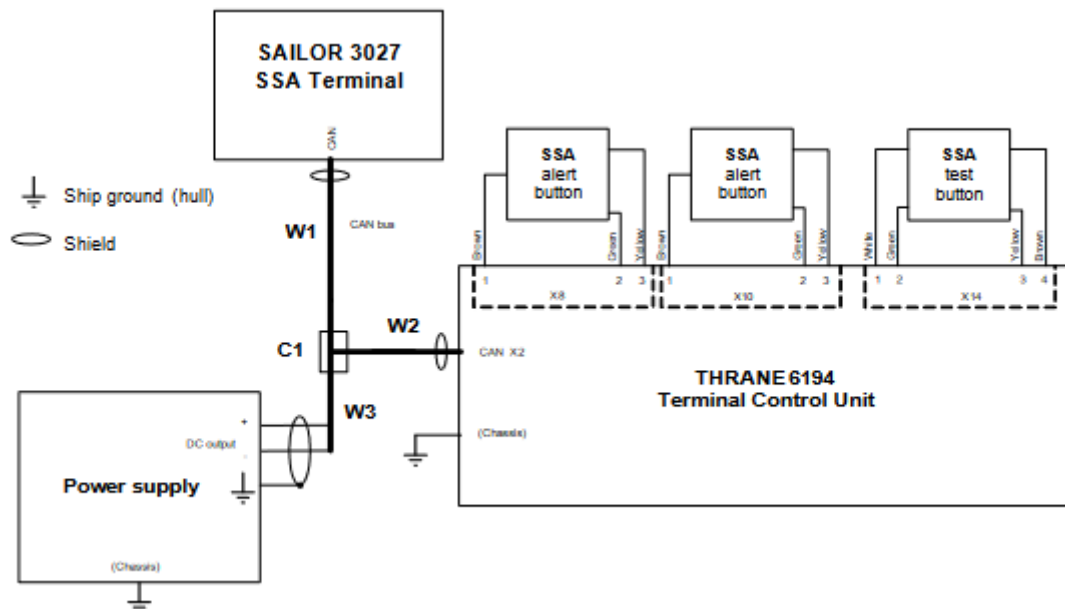 SAILOR 3027
SSA Terminal
CAN
Ship ground (hull)
Shield
W1
CAN bus
SSA
alert
button
SSA
alert
button
SSA
test
button
Brown
Green
Yellow
Brown
Green
Yellow
White
Green
Yellow
Brown
1 2 3
X8
1 2 3
X10
1 2 3 4
X14
C1
W2
CAN X2
THRANE 6194
Terminal Control Unit
(Chassis)
W3
+
DC output
-
Power supply
(Chassis)